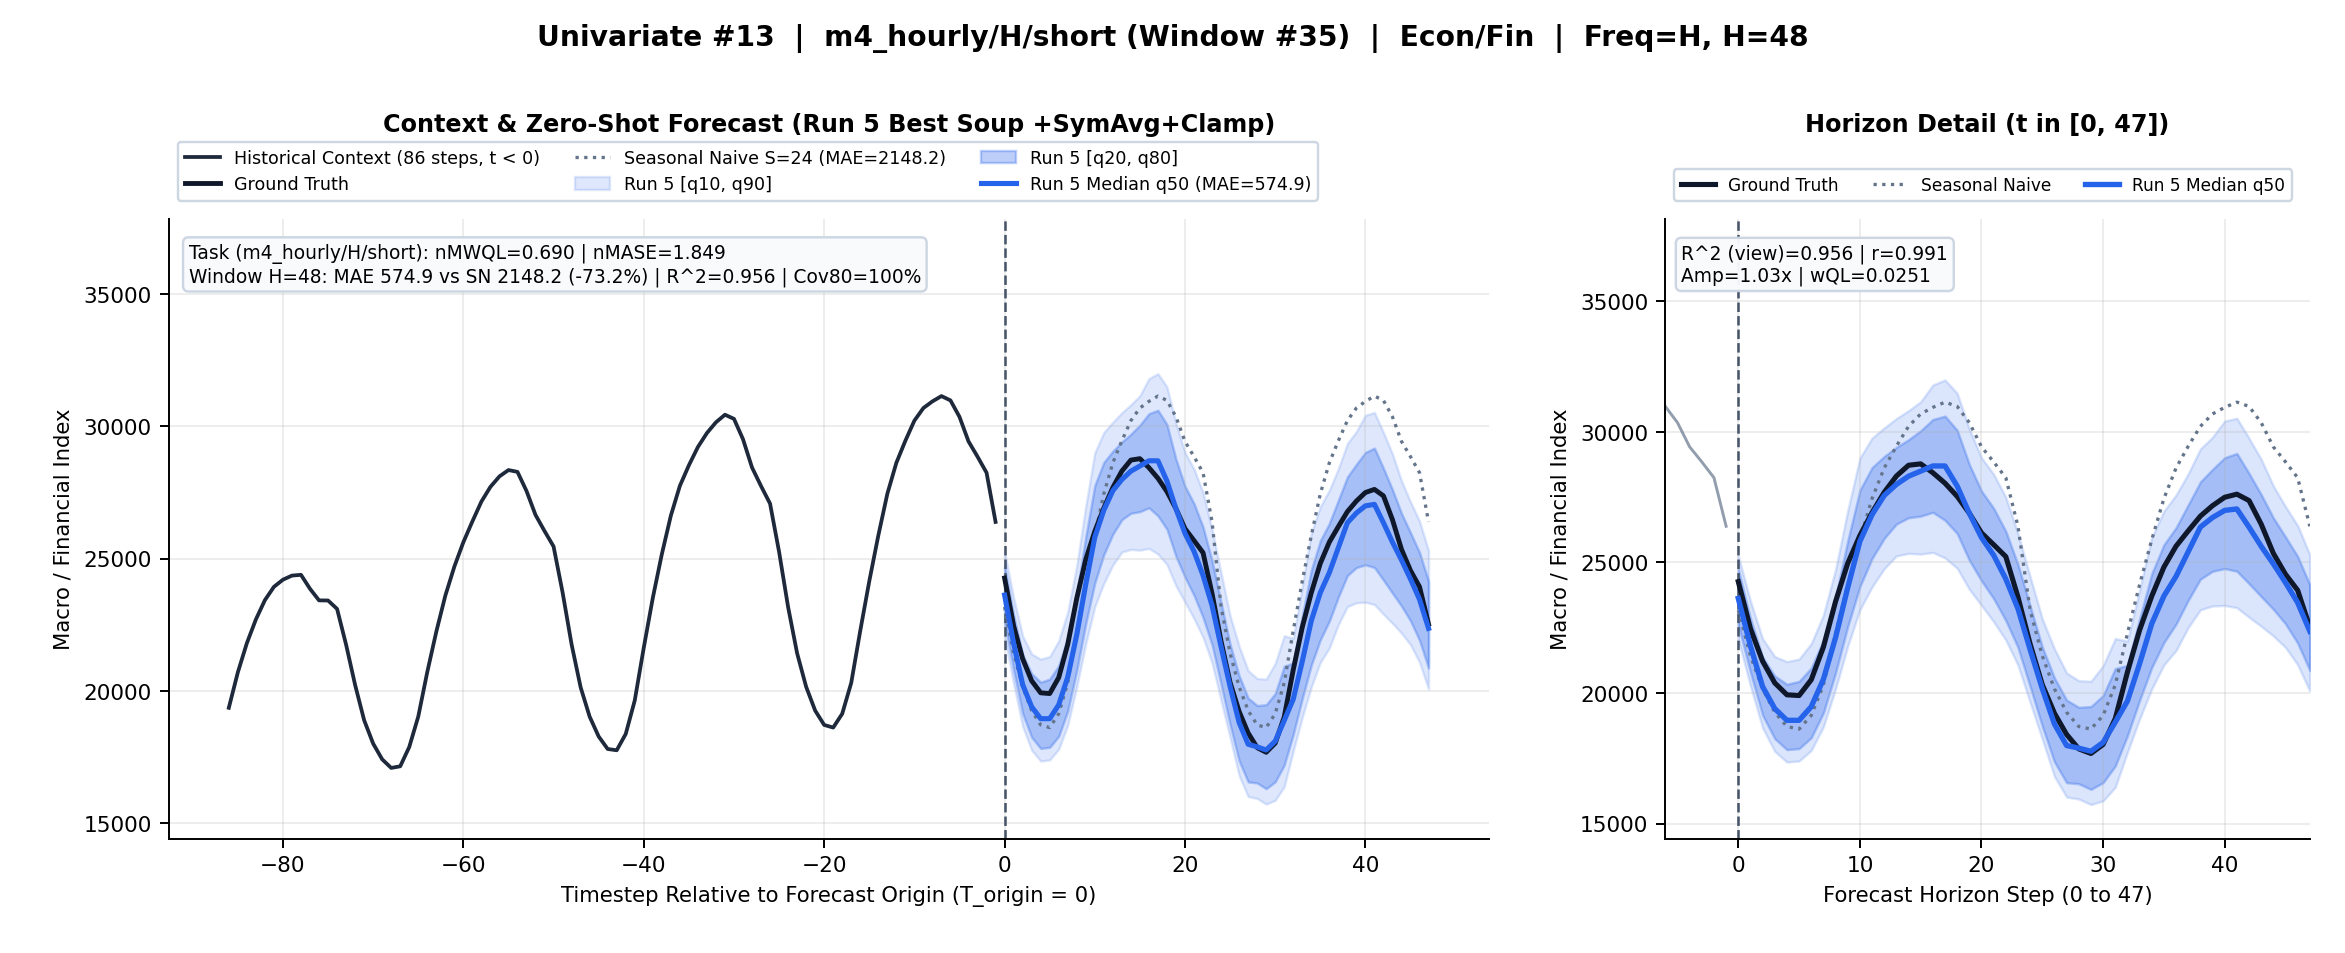 Univariate #13 | m4_hourly/H/short (Window #35) | Econ/Fin | Freq=H, H=48
Context & Zero-Shot Forecast (Run 5 Best Soup +SymAvg+Clamp)
Historical Context (86 steps, t < 0)
Ground Truth
Seasonal Naive S=24 (MAE=2148.2)
Run 5 [q10, q90]
Run 5 [q20, q80]
Run 5 Median q50 (MAE=574.9)
Task (m4_hourly/H/short): nMWQL=0.690 | nMASE=1.849
Window H=48: MAE 574.9 vs SN 2148.2 (-73.2%) | R^2=0.956 | Cov80=100%
Macro / Financial Index
35000
30000
25000
20000
15000
−80 −60 −40 −20 0 20 40
Timestep Relative to Forecast Origin (T_origin = 0)
Horizon Detail (t in [0, 47])
Ground Truth Seasonal Naive Run 5 Median q50
R^2 (view)=0.956 | r=0.991
Amp=1.03x | wQL=0.0251
Macro / Financial Index
35000
30000
25000
20000
15000
0 10 20 30 40
Forecast Horizon Step (0 to 47)